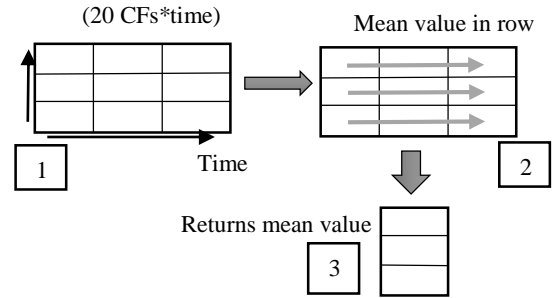 (20 CFs*time)
Mean value in row
Time
1
2
Returns mean value
3